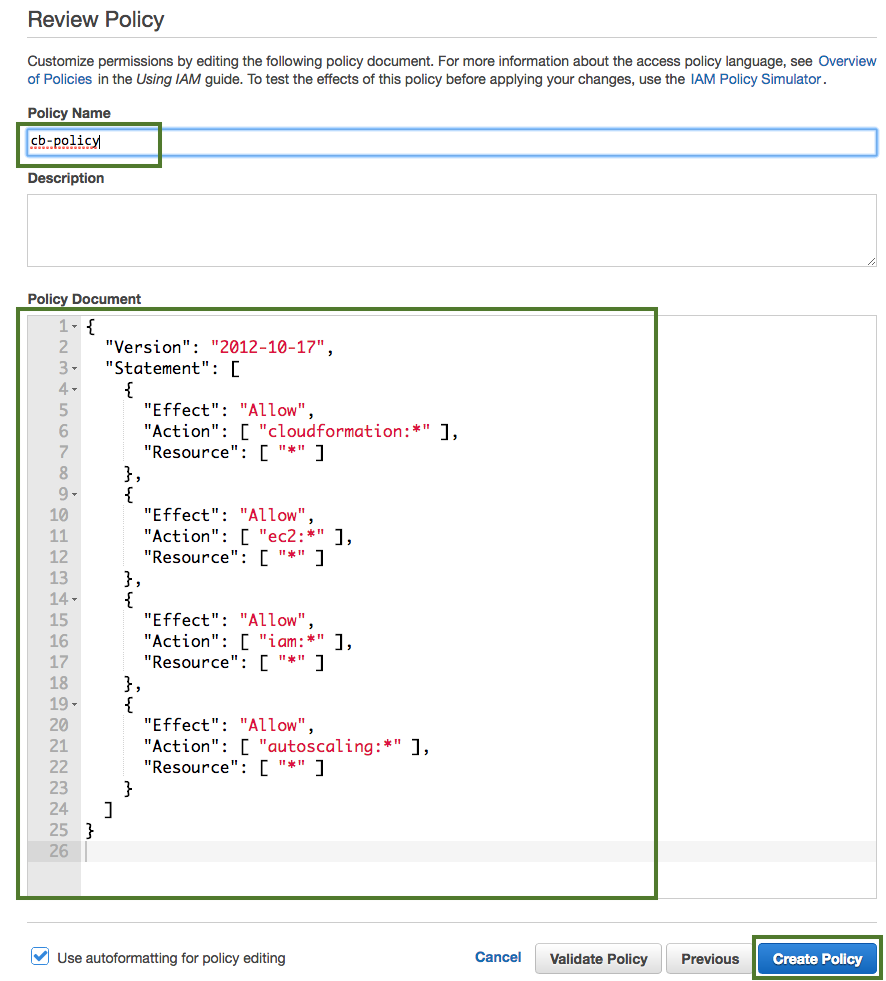 Review Policy
Customize permissions by editing the following policy document. For more information about the access policy language, see Overview
of Policies in the Using IAM guide. To test the effects of this policy before applying your changes, use the IAM Policy Simulator.
Policy Name
cb-policy
Description
Policy Document
1 {
2   "Version": "2012-10-17",
3   "Statement": [
4     {
5       "Effect": "Allow",
6       "Action": [ "cloudformation:*" ],
7       "Resource": [ "*" ]
8     },
9     {
10       "Effect": "Allow",
11       "Action": [ "ec2:*" ],
12       "Resource": [ "*" ]
13     },
14     {
15       "Effect": "Allow",
16       "Action": [ "iam:*" ],
17       "Resource": [ "*" ]
18     },
19     {
20       "Effect": "Allow",
21       "Action": [ "autoscaling:*" ],
22       "Resource": [ "*" ]
23     }
24   ]
25 }
26
Use autoformatting for policy editing Cancel Validate Policy Previous Create Policy